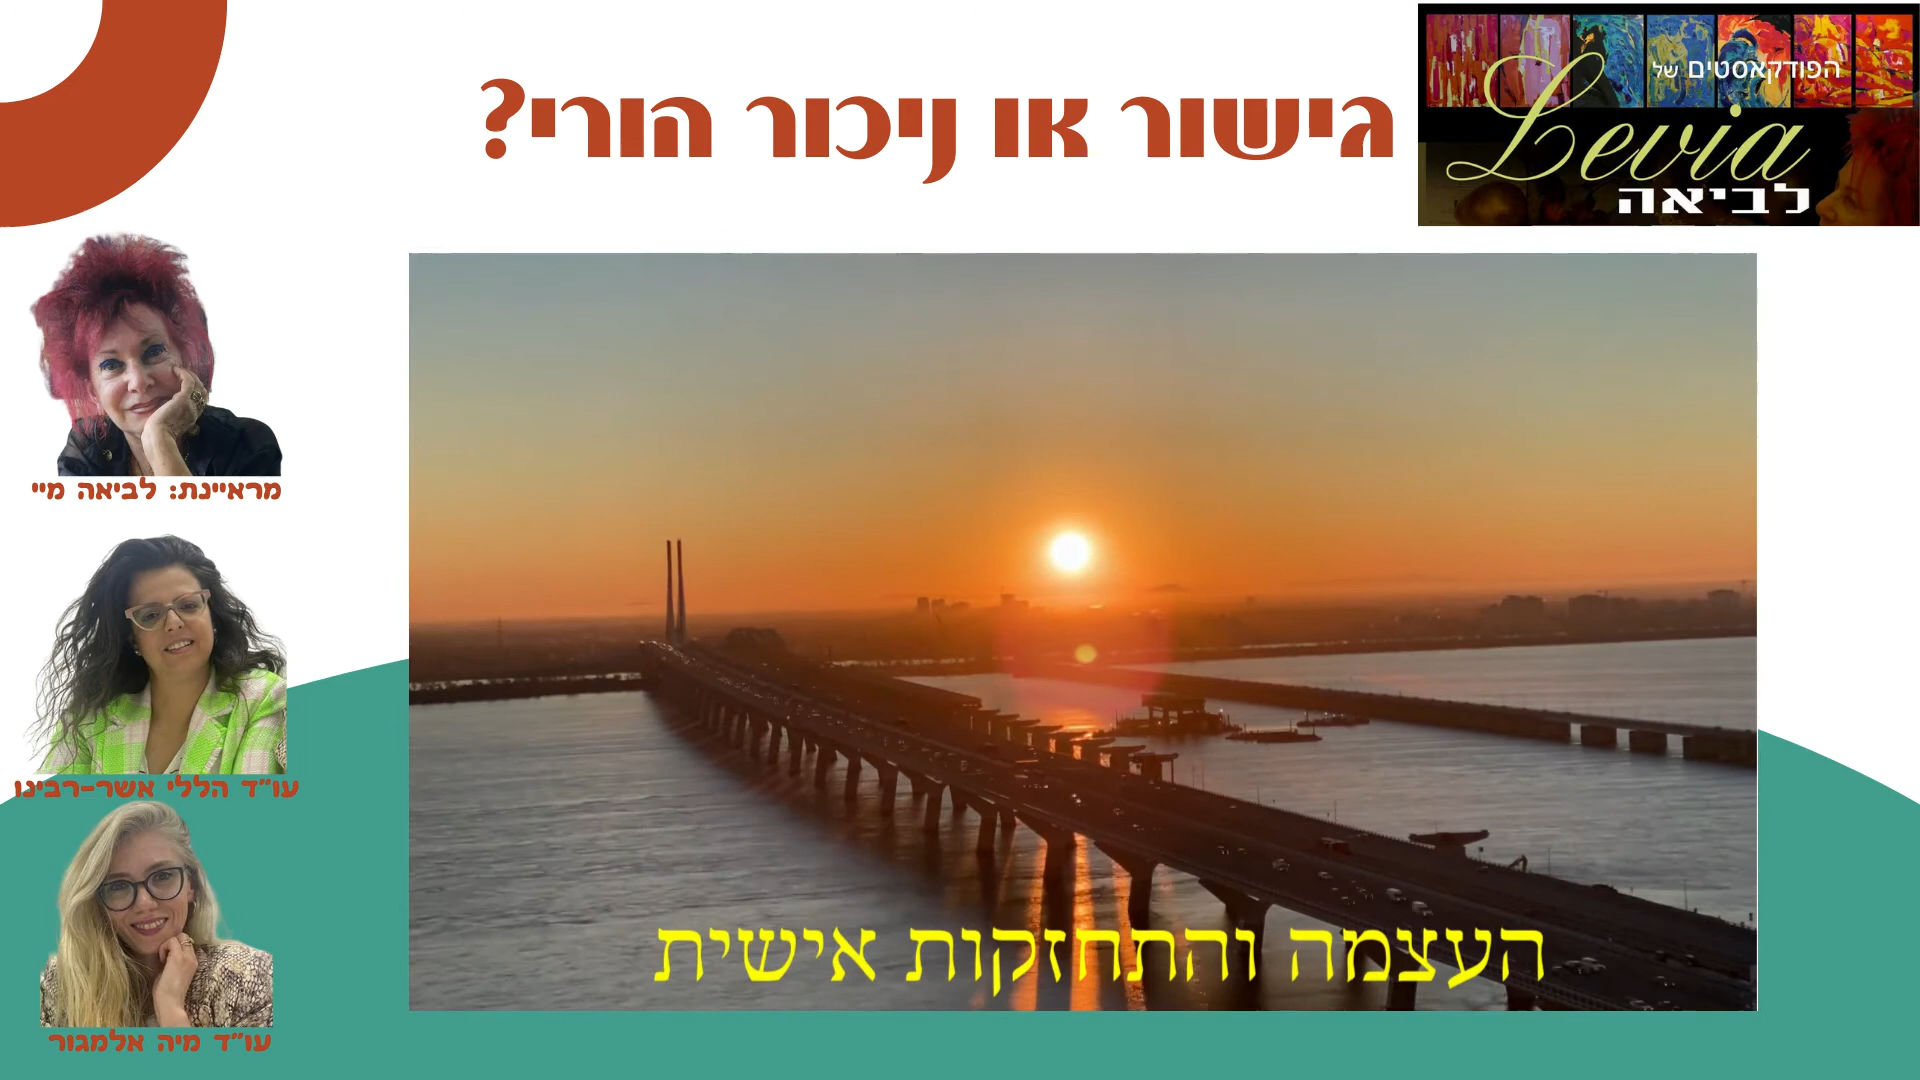 גישור או ניכור הורי?
הפודקאסטים של
Levia
לביאה
מראיינת: לביאה מיי
עו"ד הללי אשר-רבינו
עו"ד מיה אלמגור
העצמה והתחזקות אישית